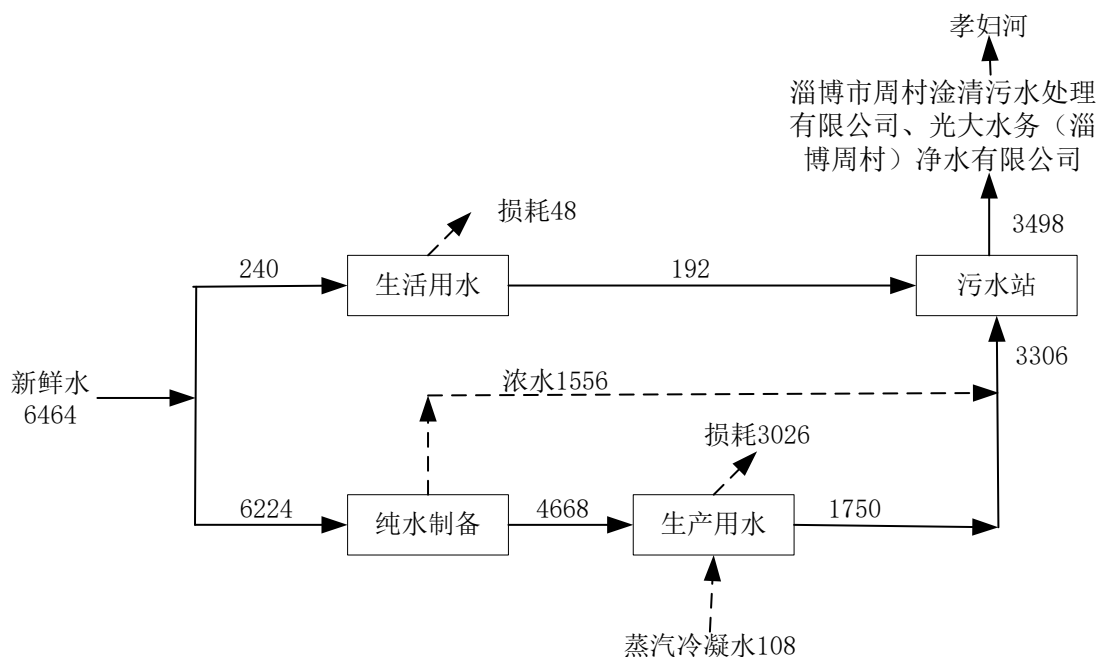 孝妇河
淄博市周村淦清污水处理
有限公司、光大水务（淄
博周村）净水有限公司
损耗48
3498
240
生活用水
192
污水站
3306
新鲜水
6464
浓水1556
损耗3026
6224
纯水制备
4668
生产用水
1750
蒸汽冷凝水108